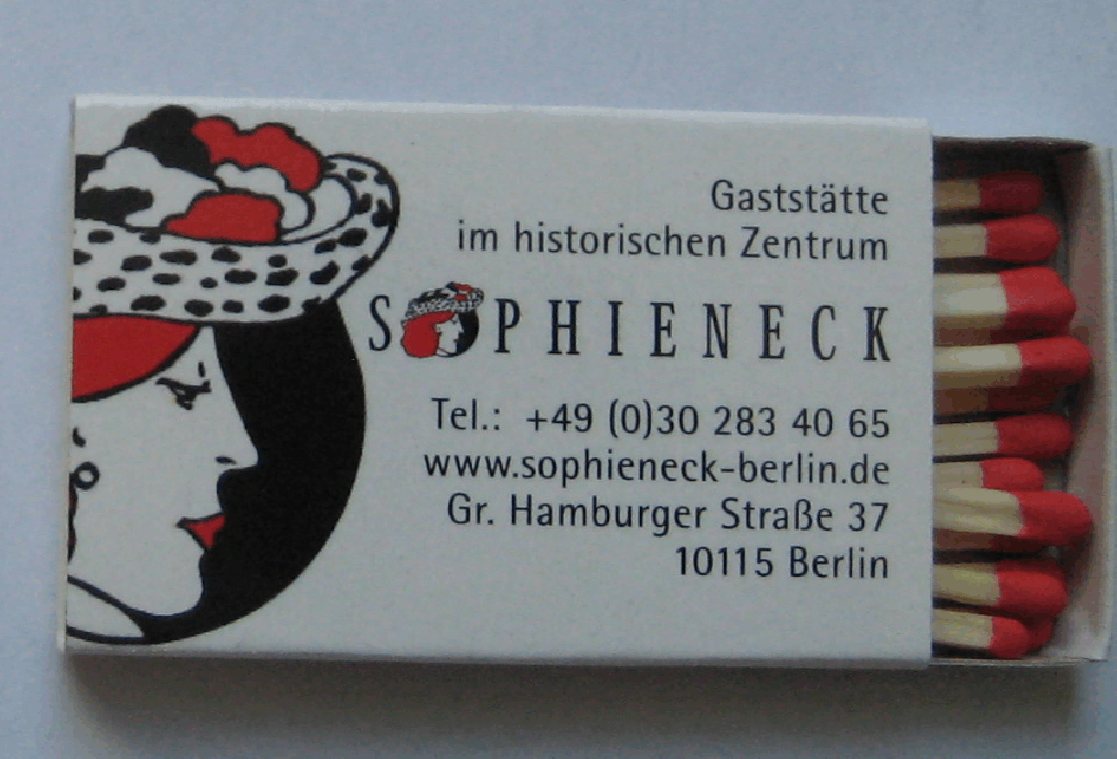 Gaststätte
im historischen Zentrum
SOPHIENECK
Tel.: +49 (0)30 283 40 65
www.sophieneck-berlin.de
Gr. Hamburger Straße 37
10115 Berlin